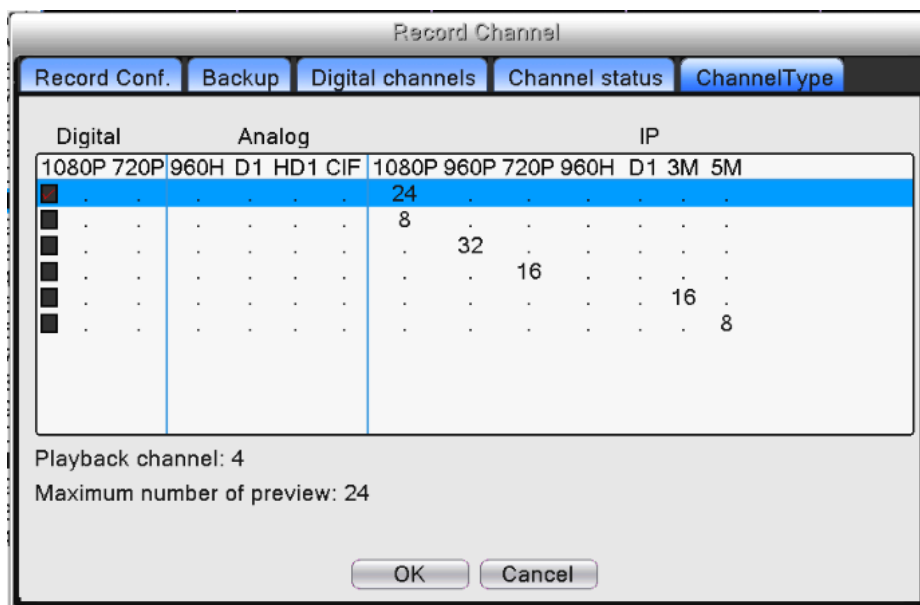 Record Channel
Record Conf. Backup Digital channels Channel status ChannelType
Digital Analog IP
1080P 720P 960H D1 HD1 CIF 1080P 960P 720P 960H D1 3M 5M
. . . . . . 24 . . . . . .
. . . . . . 8 . . . . . .
. . . . . . . 32 . . . . .
. . . . . . . . 16 . . . .
. . . . . . . . . . . 16 .
. . . . . . . . . . . . 8
Playback channel: 4
Maximum number of preview: 24
OK Cancel